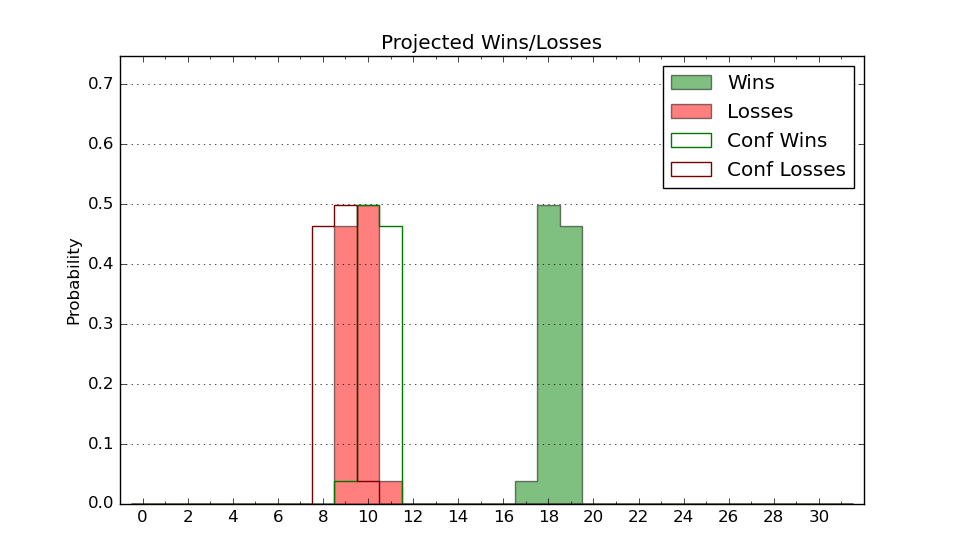 Projected Wins/Losses
Probability
0.7
0.6
0.5
0.4
0.3
0.2
0.1
0.0
0 2 4 6 8 10 12 14 16 18 20 22 24 26 28 30
Wins
Losses
Conf Wins
Conf Losses